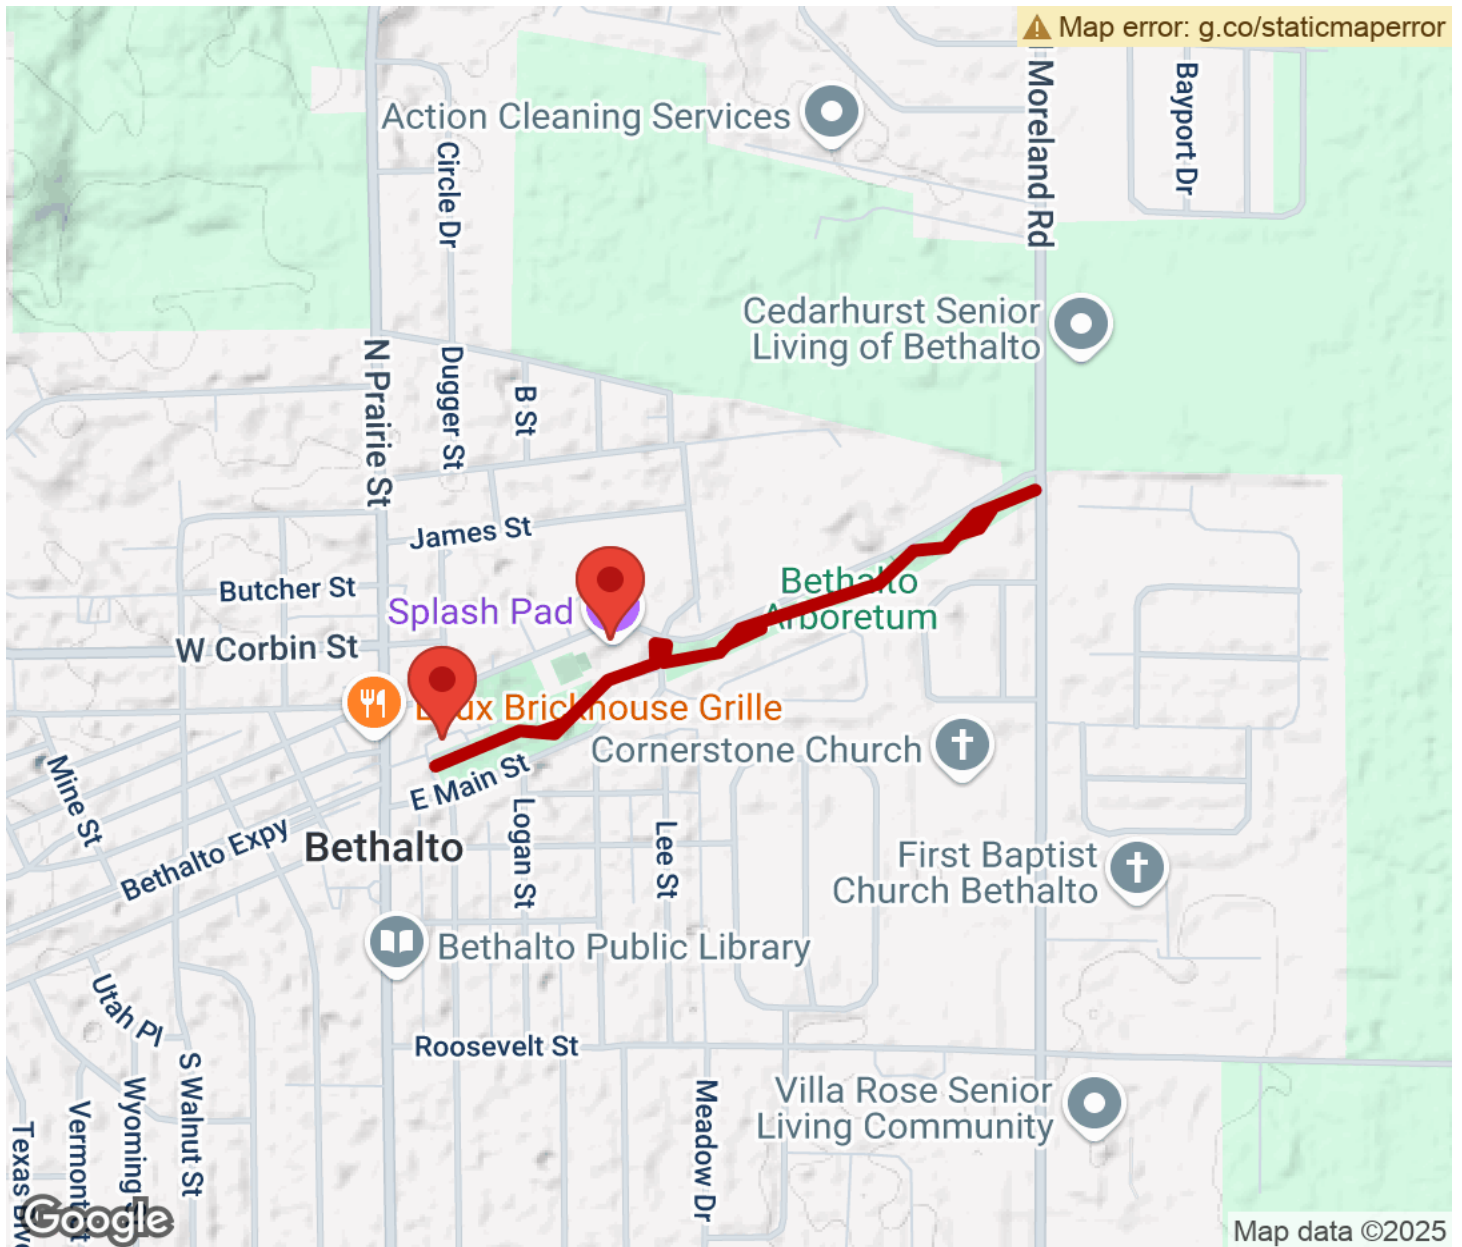 Map error: g.co/staticmaperror
Action Cleaning Services
Moreland Rd
Bayport Dr
Circle Dr
Cedarhurst Senior
Living of Bethalto
N Prairie St
Dugger St
B St
James St
Butcher St
Splash Pad
Bethalto
Arboretum
W Corbin St
Brickhouse Grille
Cornerstone Church
E Main St
Mine St
Logan St
Lee St
Bethalto
Bethalto Expy
First Baptist
Church Bethalto
Bethalto Public Library
Utah Pl
Roosevelt St
S Walnut St
Wyoming
Vermont
Texas
Meadow Dr
Villa Rose Senior
Living Community
Google
Map data ©2025